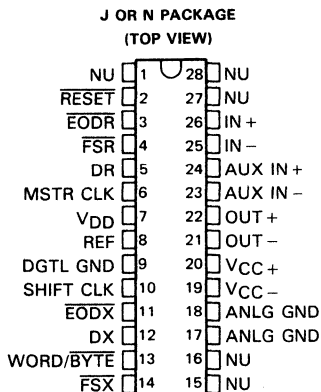 J OR N PACKAGE
(TOP VIEW)
NU 1 28 NU
RESET 2 27 NU
EODR 3 26 IN +
FSR 4 25 IN −
DR 5 24 AUX IN +
MSTR CLK 6 23 AUX IN −
VDD 7 22 OUT +
REF 8 21 OUT −
DGTL GND 9 20 VCC +
SHIFT CLK 10 19 VCC −
EODX 11 18 ANLG GND
DX 12 17 ANLG GND
WORD/BYTE 13 16 NU
FSX 14 15 NU